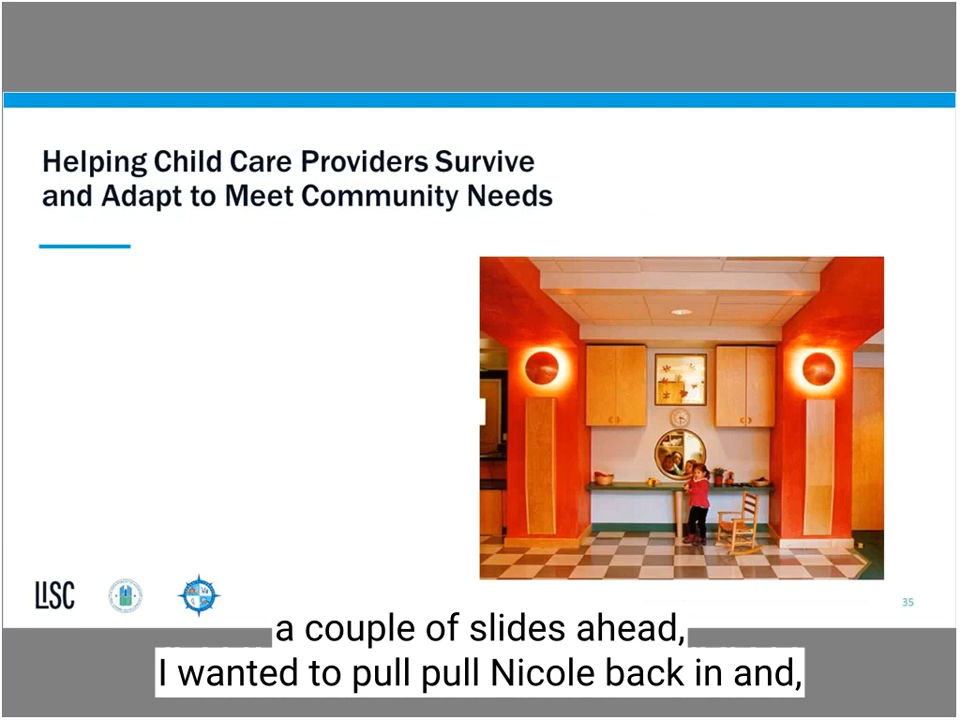 Helping Child Care Providers Survive
and Adapt to Meet Community Needs
LISC
35
a couple of slides ahead,
I wanted to pull pull Nicole back in and,